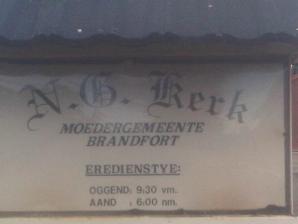 N.G. Kerk
MOEDERGEMEENTE
BRANDFORT
EREDIENSTYE:
OGGEND: 9:30 vm.
AAND : 6:00 nm.